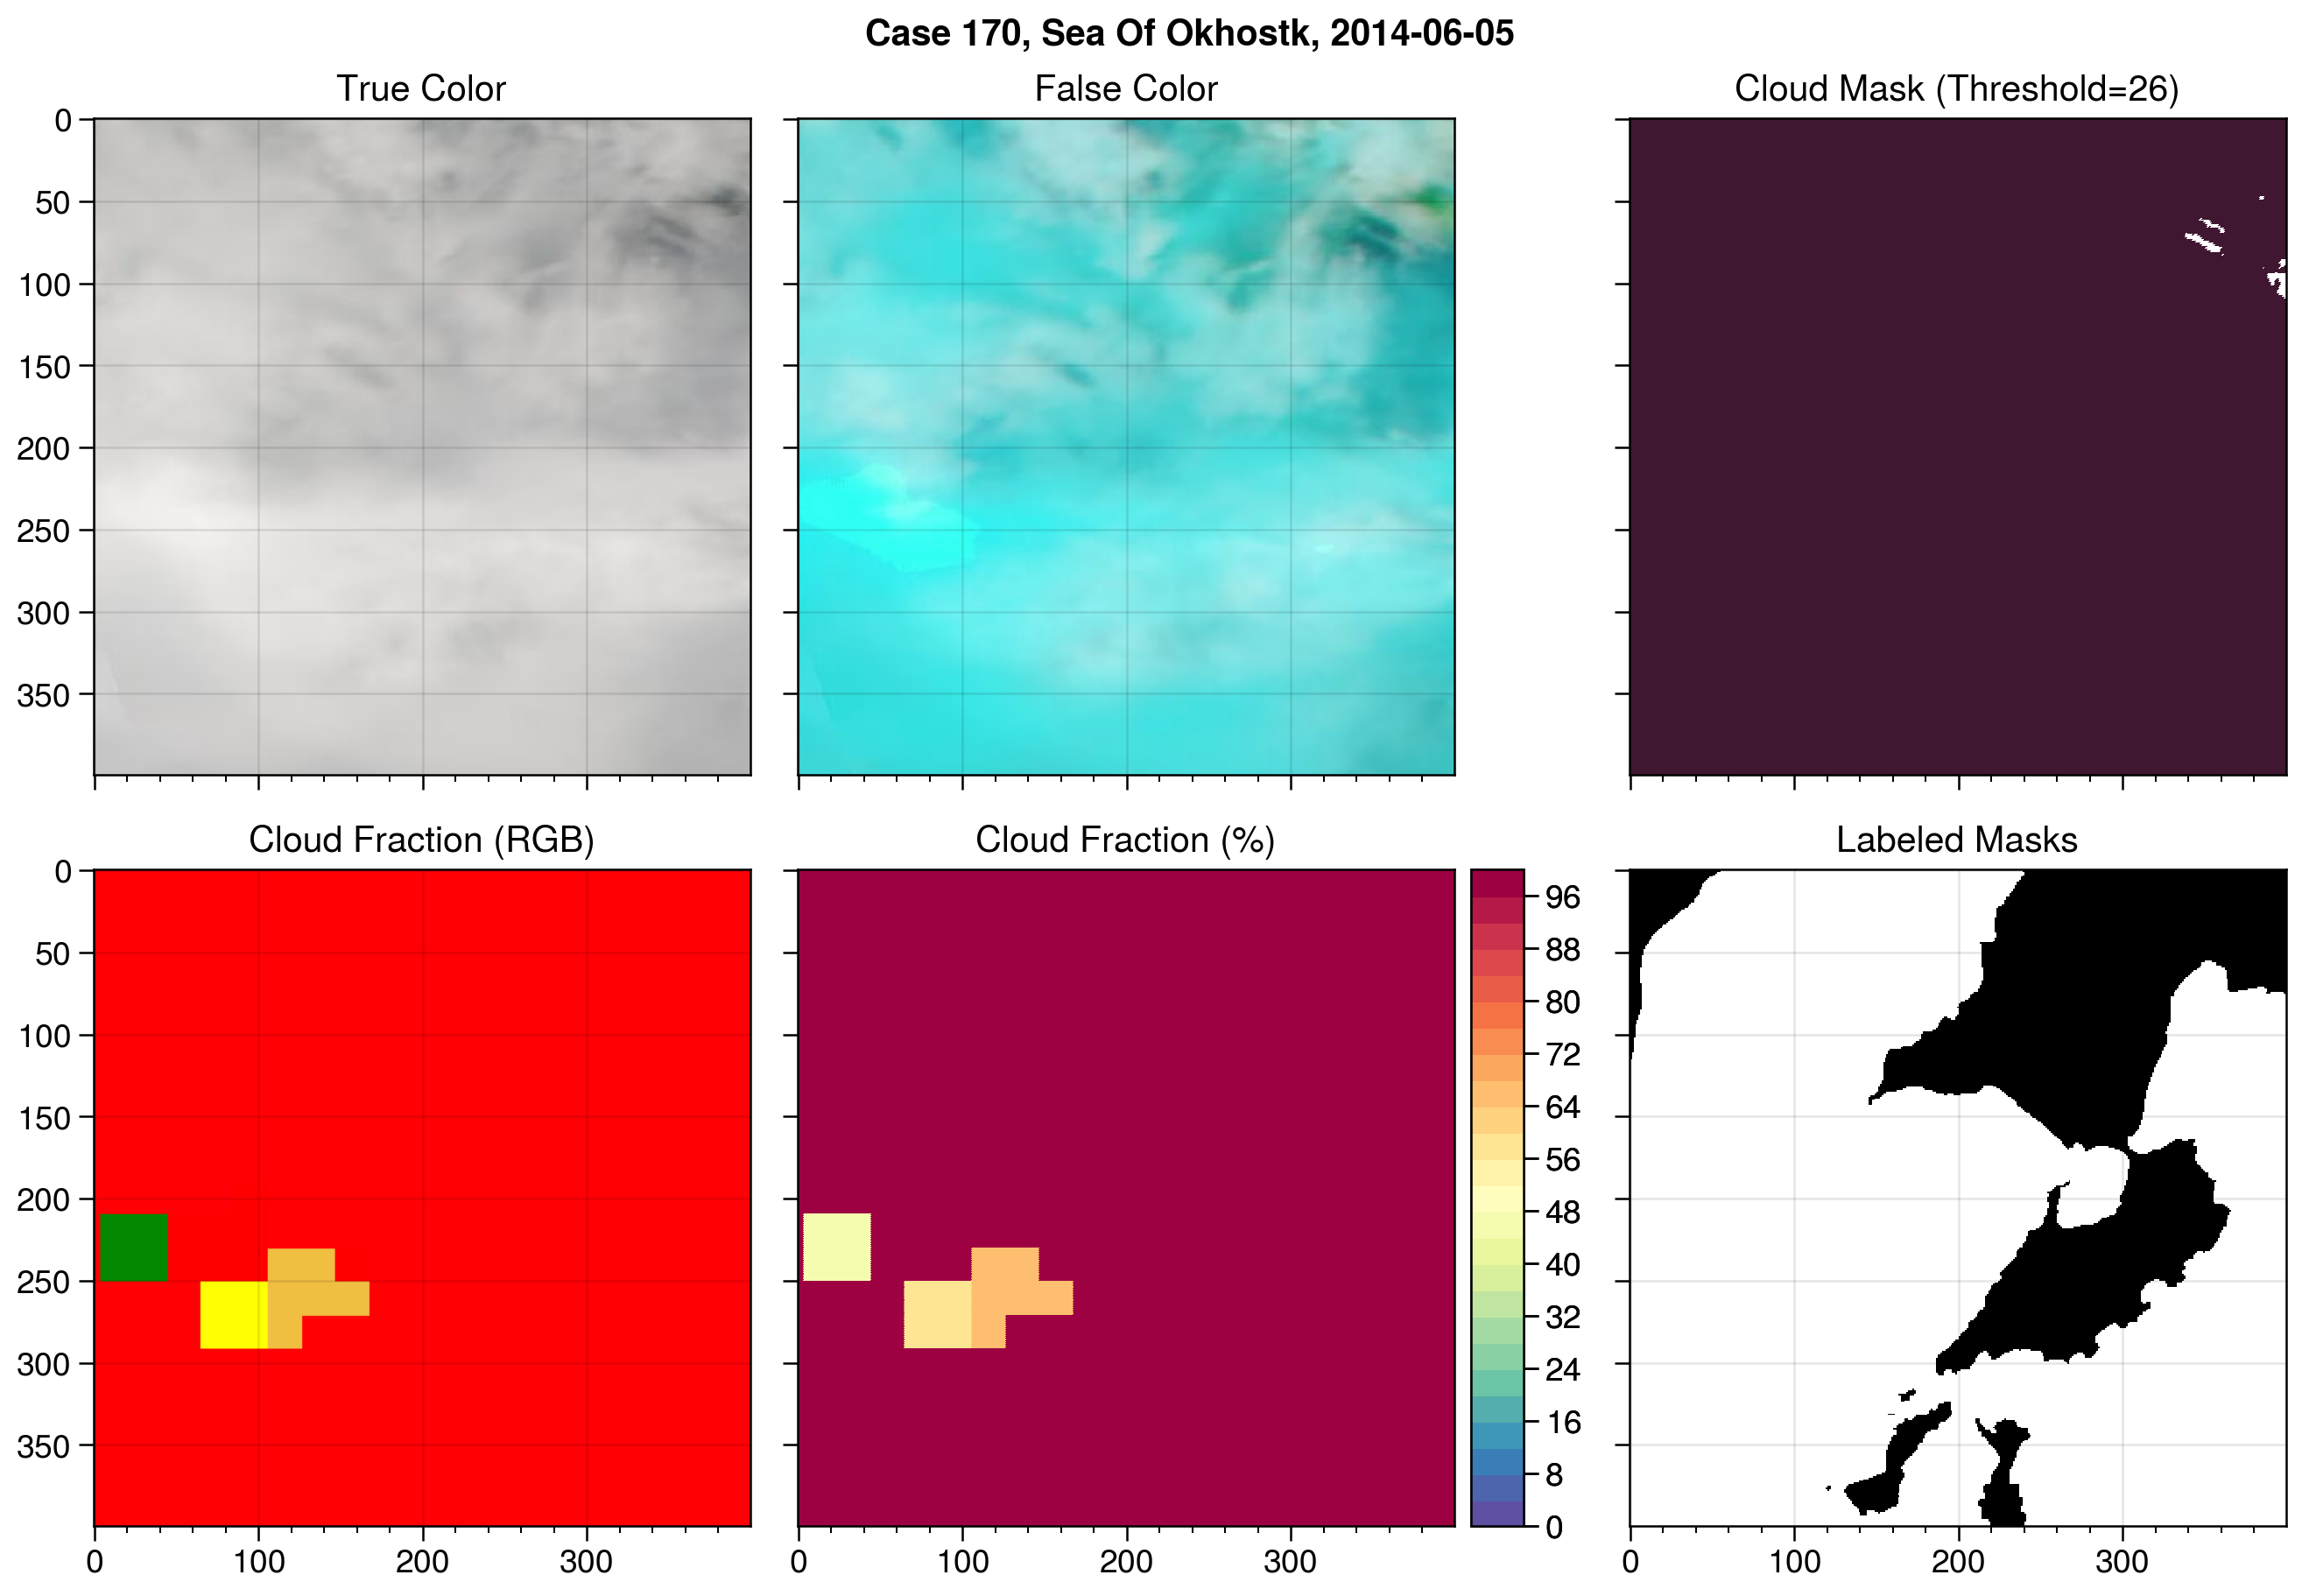 Case 170, Sea Of Okhostk, 2014-06-05
True Color
False Color
Cloud Mask (Threshold=26)
0
50
100
150
200
250
300
350
Cloud Fraction (RGB)
Cloud Fraction (%)
Labeled Masks
0
50
100
150
200
250
300
350
96
88
80
72
64
56
48
40
32
24
16
8
0
0 100 200 300
0 100 200 300
0 100 200 300